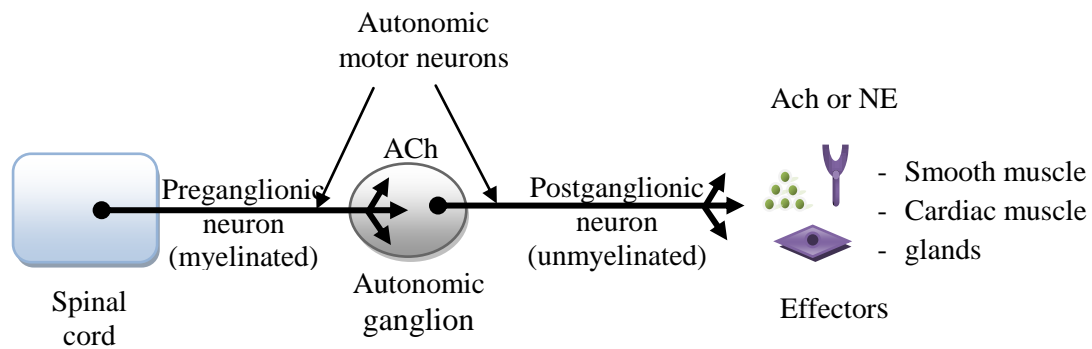 Autonomic
motor neurons
Ach or NE
ACh
Preganglionic
neuron
(myelinated)
Postganglionic
neuron
(unmyelinated)
- Smooth muscle
- Cardiac muscle
- glands
Spinal
cord
Autonomic
ganglion
Effectors